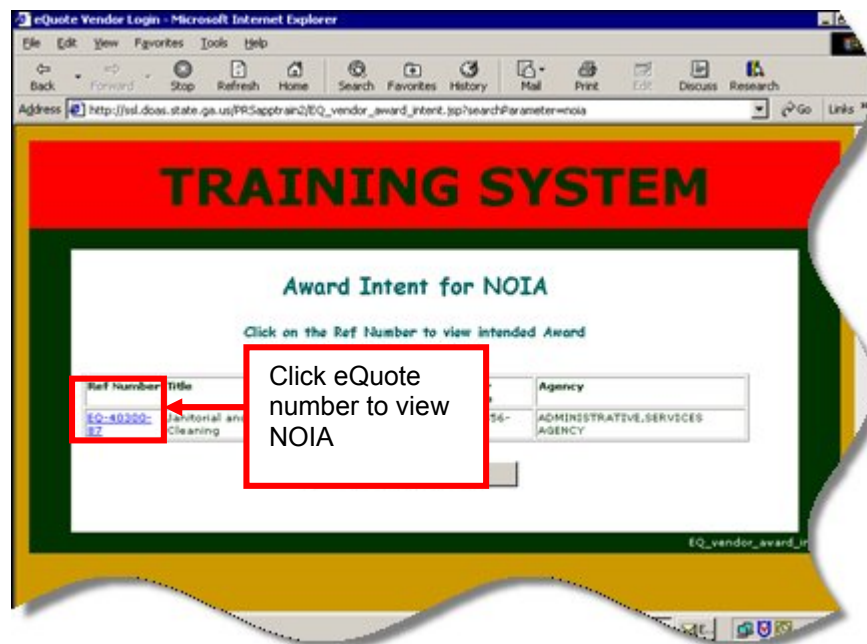 eQuote Vendor Login - Microsoft Internet Explorer
File Edit View Favorites Tools Help
Back Forward Stop Refresh Home Search Favorites History Mail Print Edit Discuss Research
Address http://ssl.doas.state.ga.us/PRSapptrain2/EQ_vendor_award_intent.jsp?searchParameter=noia Go Links
TRAINING SYSTEM
Award Intent for NOIA
Click on the Ref Number to view intended Award
Ref Number Title Agency
EQ-40300-87 Janitorial and Cleaning 56- ADMINISTRATIVE,SERVICES AGENCY
Click eQuote
number to view
NOIA